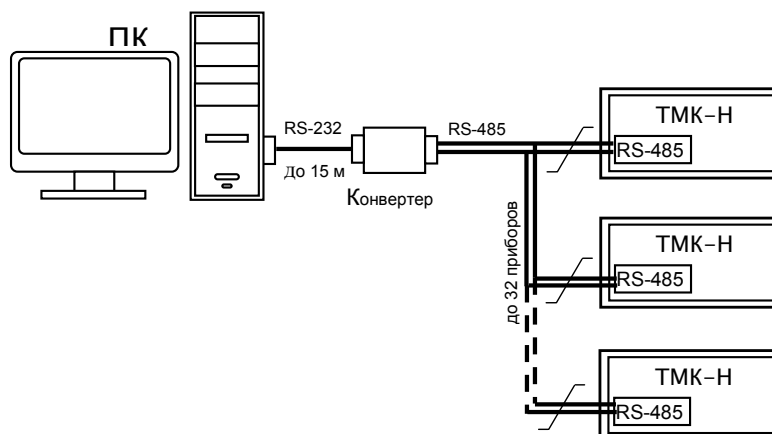 ПК
RS-232
До 15 м
Конвертер
RS-485
до 32 приборов
ТМК-Н
RS-485
ТМК-Н
RS-485
ТМК-Н
RS-485